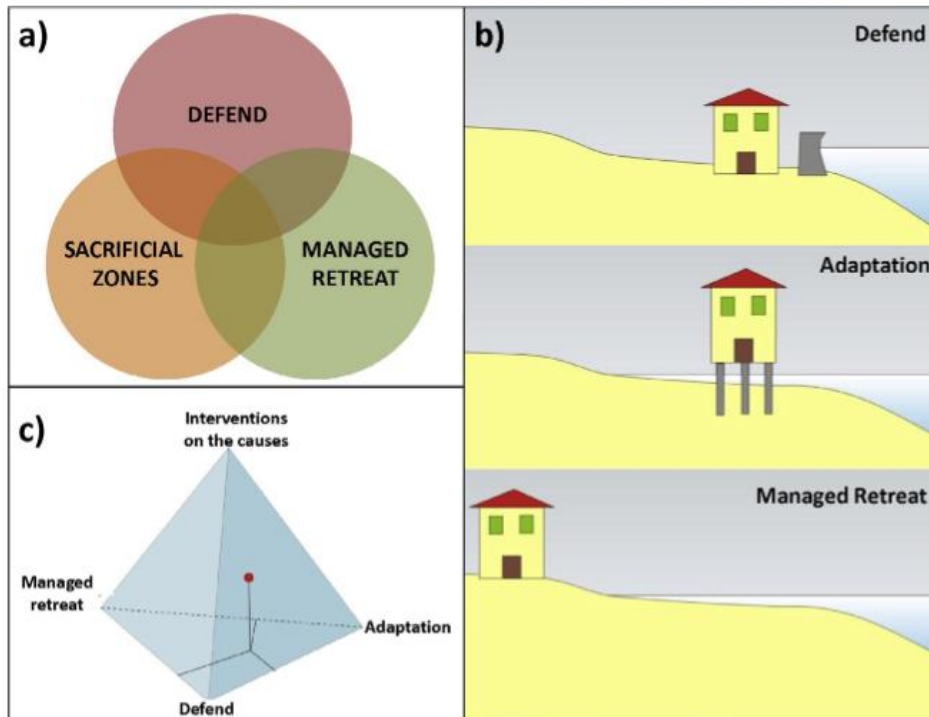 a)
DEFEND
SACRIFICIAL
ZONES
MANAGED
RETREAT
b)
Defend
Adaptation
Managed Retreat
c)
Interventions
on the causes
Managed
retreat
Adaptation
Defend